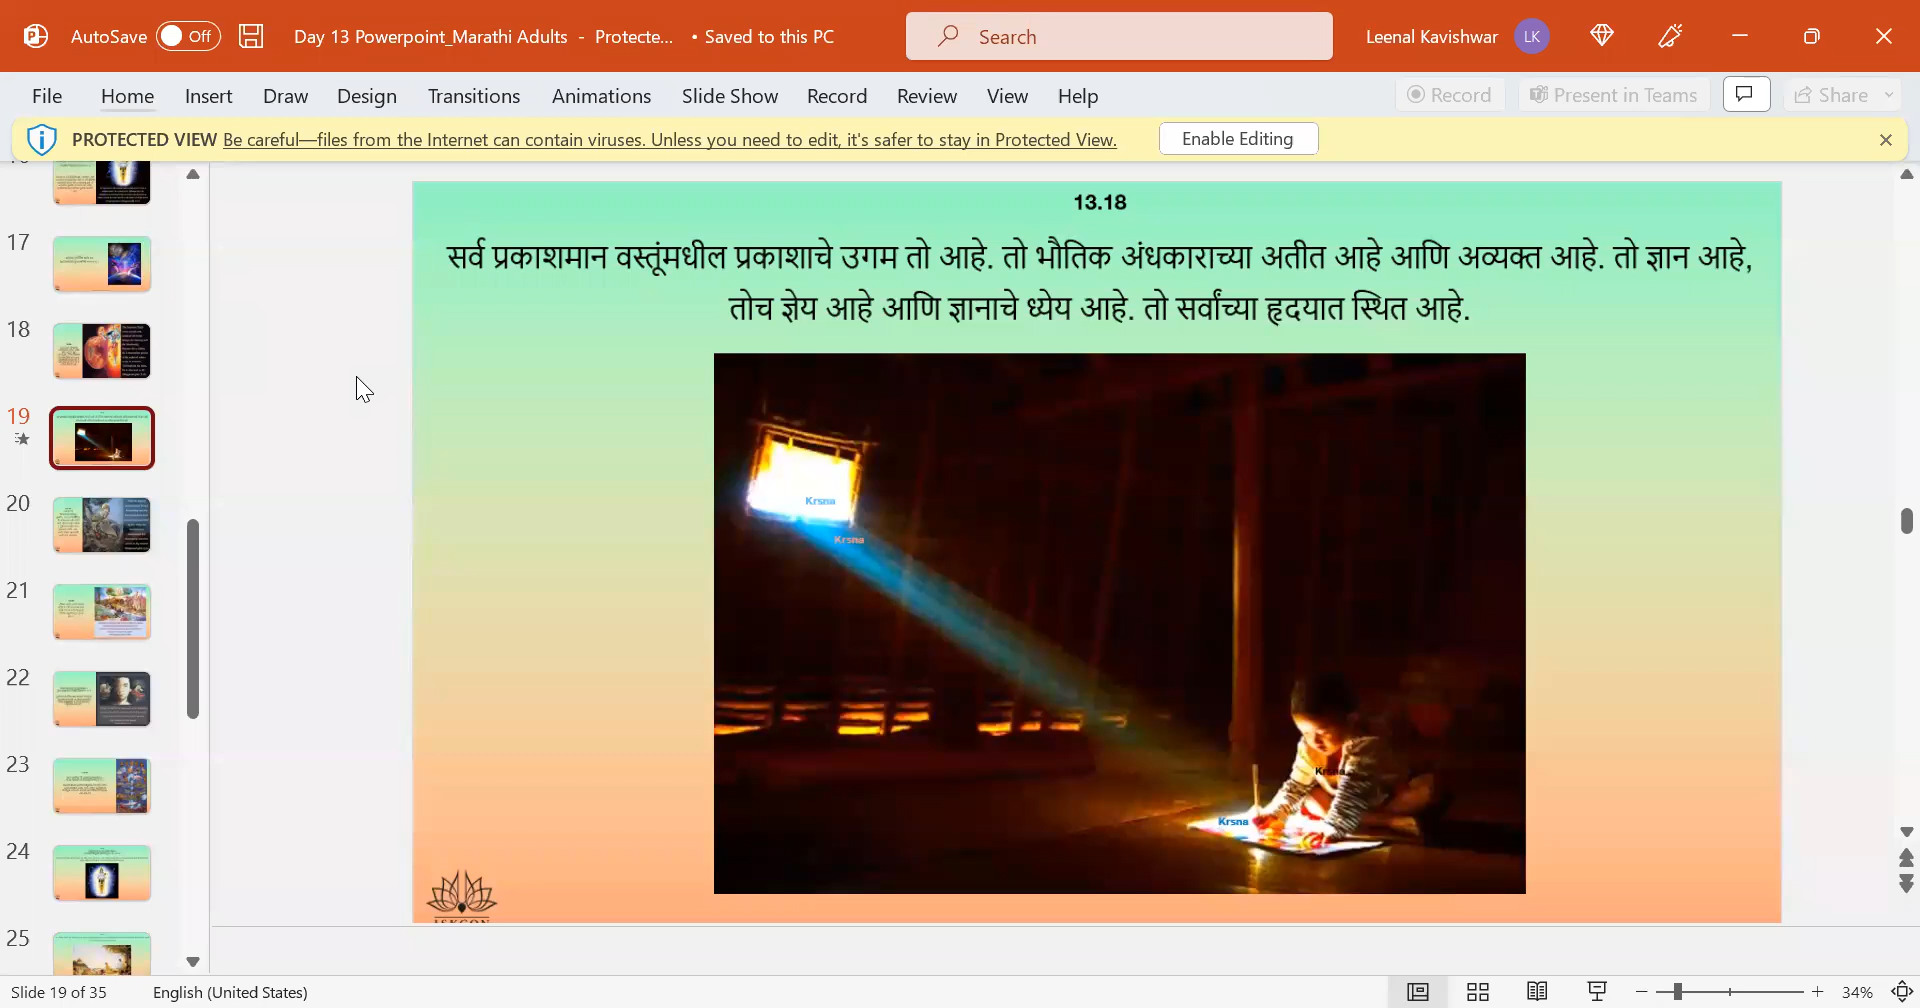 AutoSave Off Day 13 Powerpoint_Marathi Adults - Protecte... • Saved to this PC Search Leenal Kavishwar LK
File Home Insert Draw Design Transitions Animations Slide Show Record Review View Help Record Present in Teams Share
PROTECTED VIEW Be careful—files from the Internet can contain viruses. Unless you need to edit, it's safer to stay in Protected View. Enable Editing
13.18
सर्व प्रकाशमान वस्तूंमधील प्रकाशाचे उगम तो आहे. तो भौतिक अंधकाराच्या अतीत आहे आणि अव्यक्त आहे. तो ज्ञान आहे,
तोच ज्ञेय आहे आणि ज्ञानाचे ध्येय आहे. तो सर्वांच्या हृदयात स्थित आहे.
Krsna
Krsna
Krsna
Krsna
ISKCON
17
18
19
20
21
22
23
24
25
Slide 19 of 35 English (United States) 34%